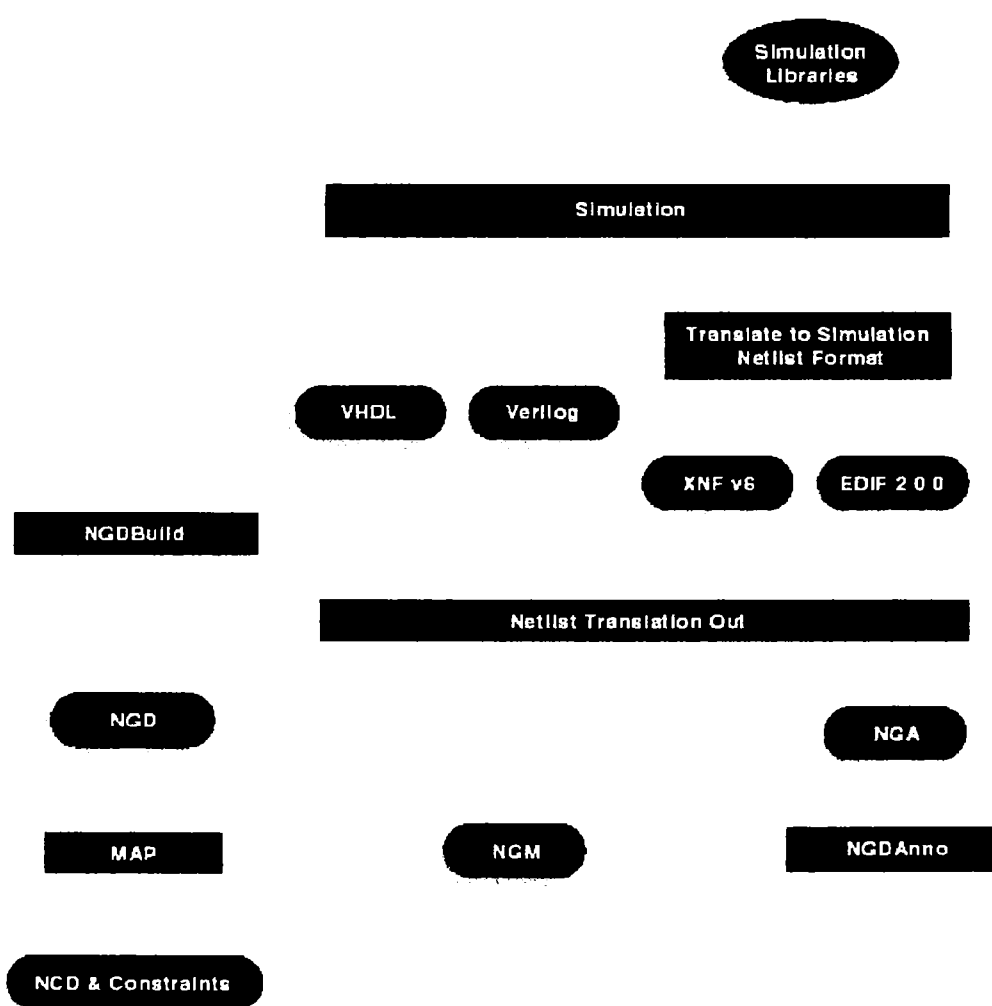 Simulation
Libraries
Simulation
Translate to Simulation
Netlist Format
VHDL
Verilog
XNF v6
EDIF 2 0 0
NGDBuild
Netlist Translation Out
NGD
NGA
MAP
NGM
NGDAnno
NCD & Constraints